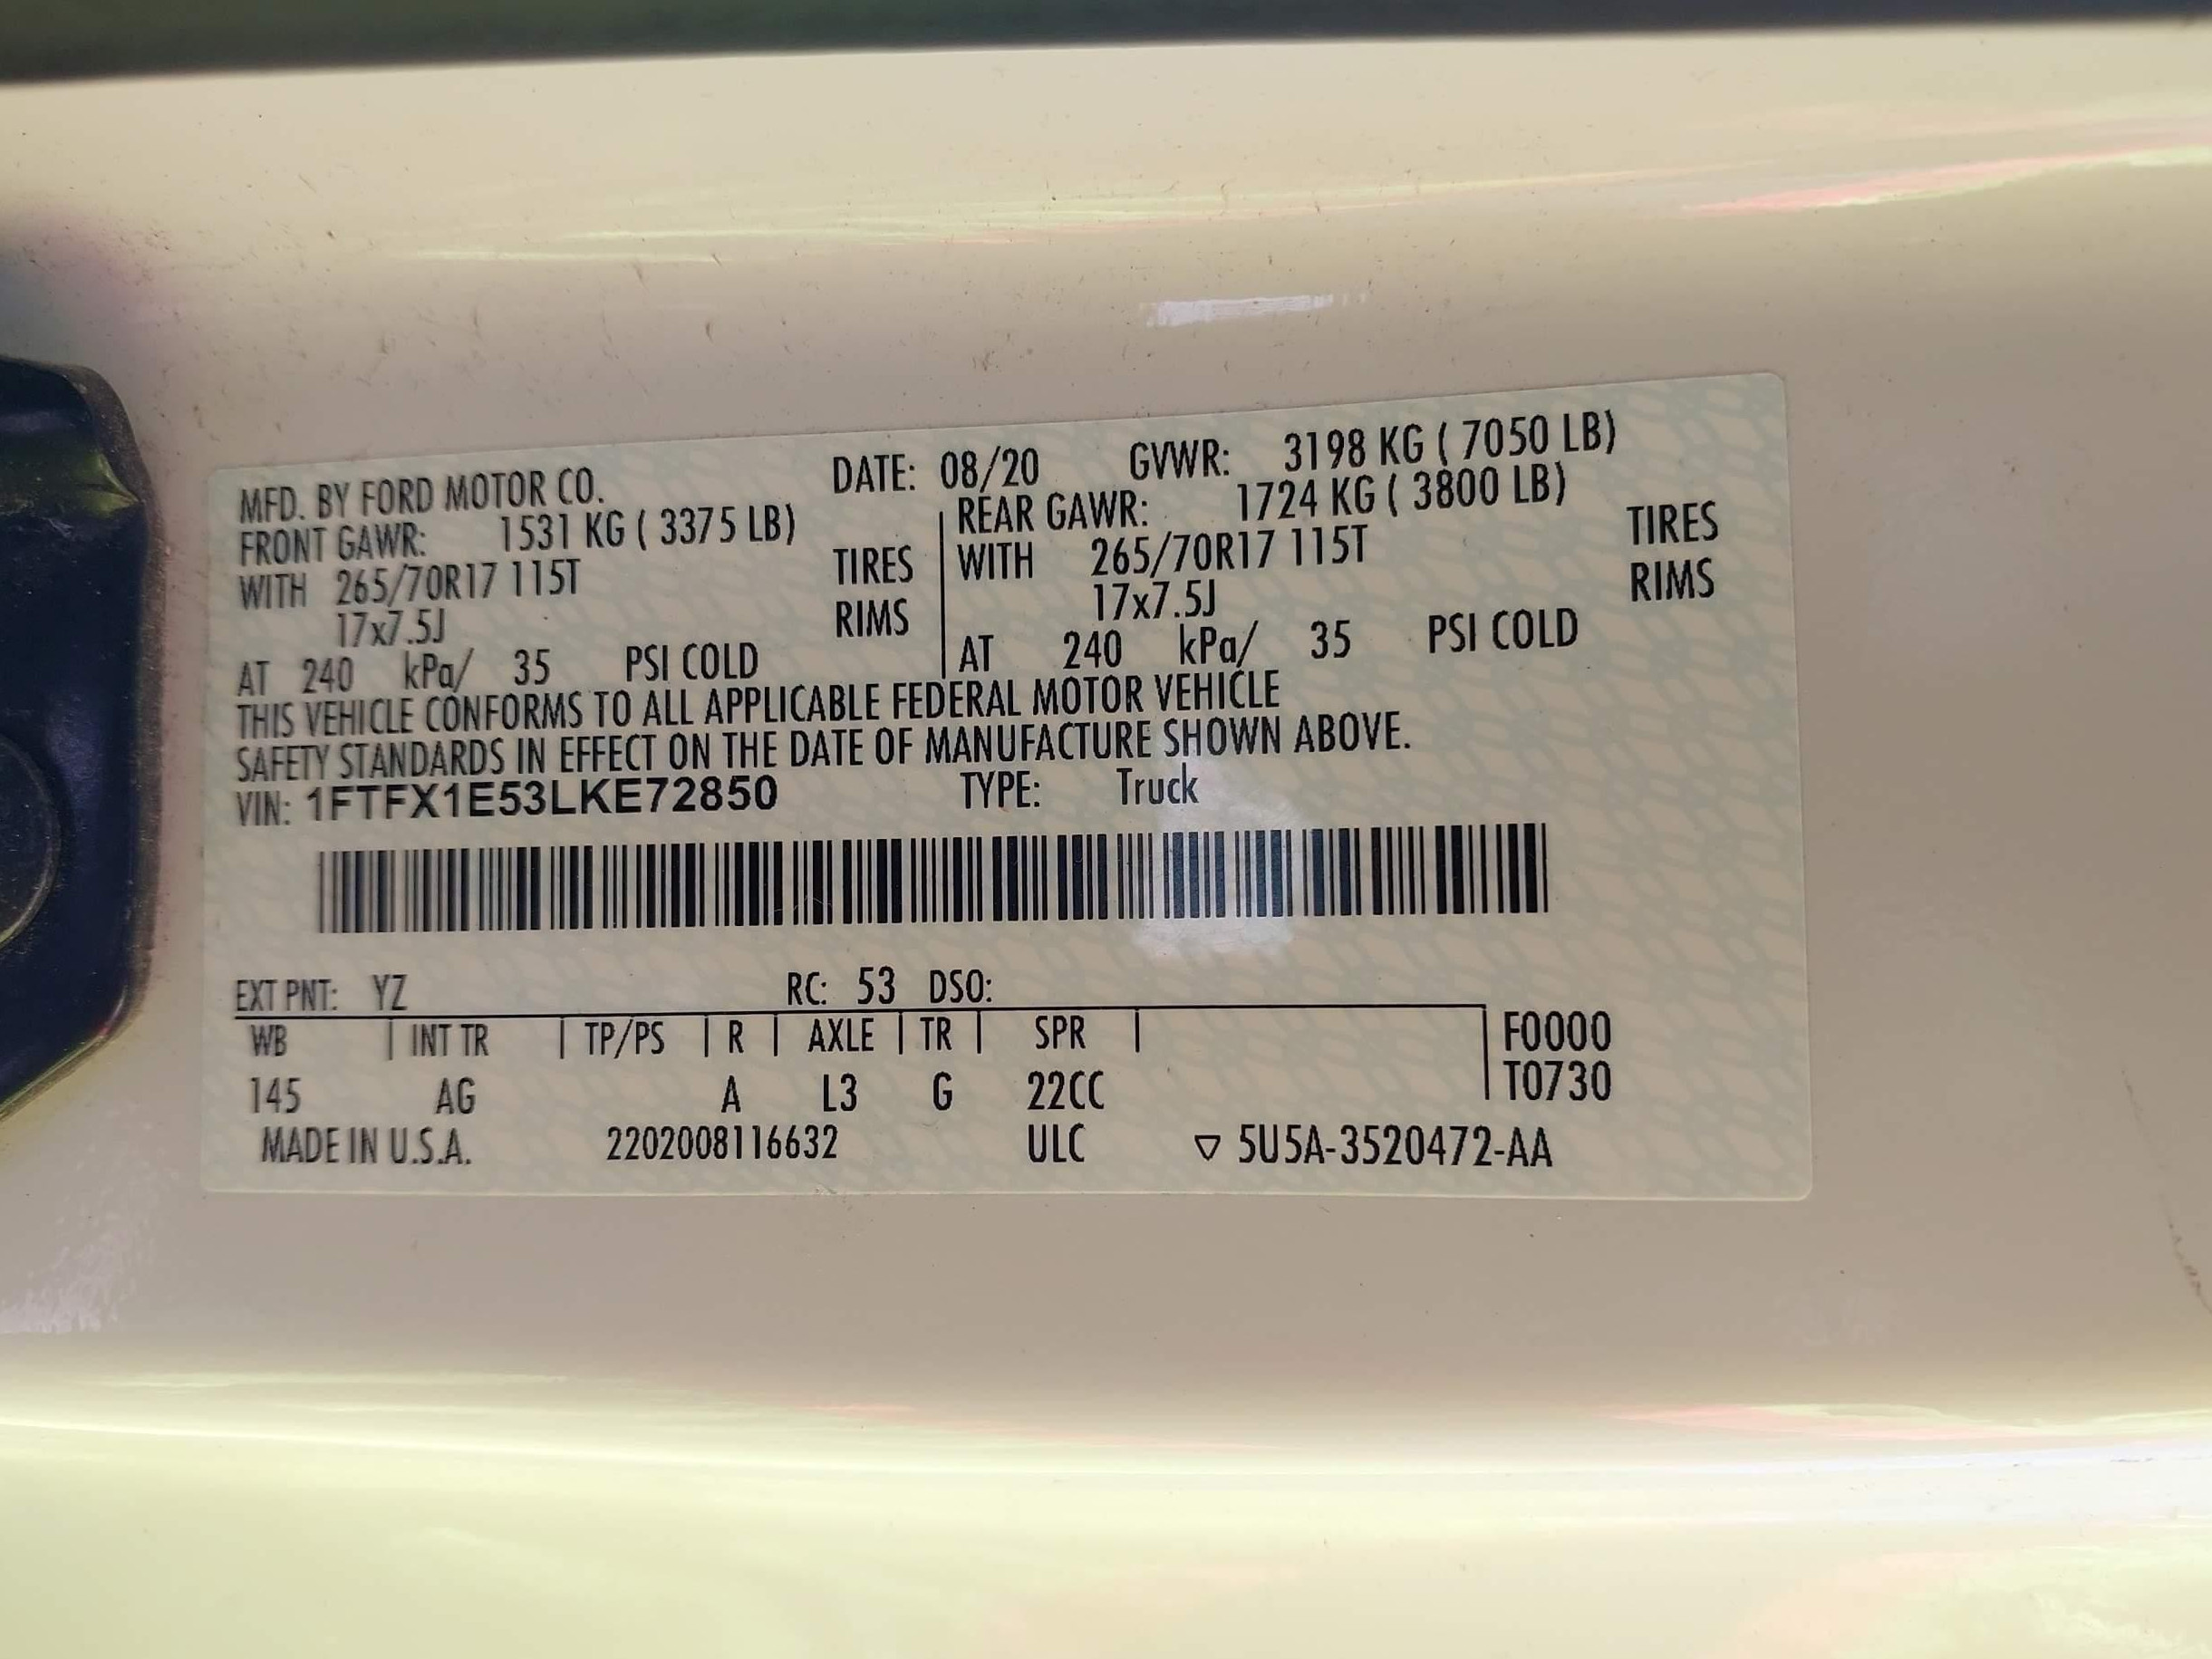 MFD. BY FORD MOTOR CO. DATE: 08/20 GVWR: 3198 KG ( 7050 LB)
FRONT GAWR: 1531 KG ( 3375 LB) REAR GAWR: 1724 KG ( 3800 LB)
WITH 265/70R17 115T TIRES WITH 265/70R17 115T TIRES
17x7.5J RIMS 17x7.5J RIMS
AT 240 kPa/ 35 PSI COLD AT 240 kPa/ 35 PSI COLD
THIS VEHICLE CONFORMS TO ALL APPLICABLE FEDERAL MOTOR VEHICLE
SAFETY STANDARDS IN EFFECT ON THE DATE OF MANUFACTURE SHOWN ABOVE.
VIN: 1FTFX1E53LKE72850 TYPE: Truck
EXT PNT: YZ RC: 53 DSO:
WB | INT TR | TP/PS | R | AXLE | TR | SPR | F0000
T0730
145 AG A L3 G 22CC
MADE IN U.S.A. 2202008116632 ULC ▽ 5U5A-3520472-AA